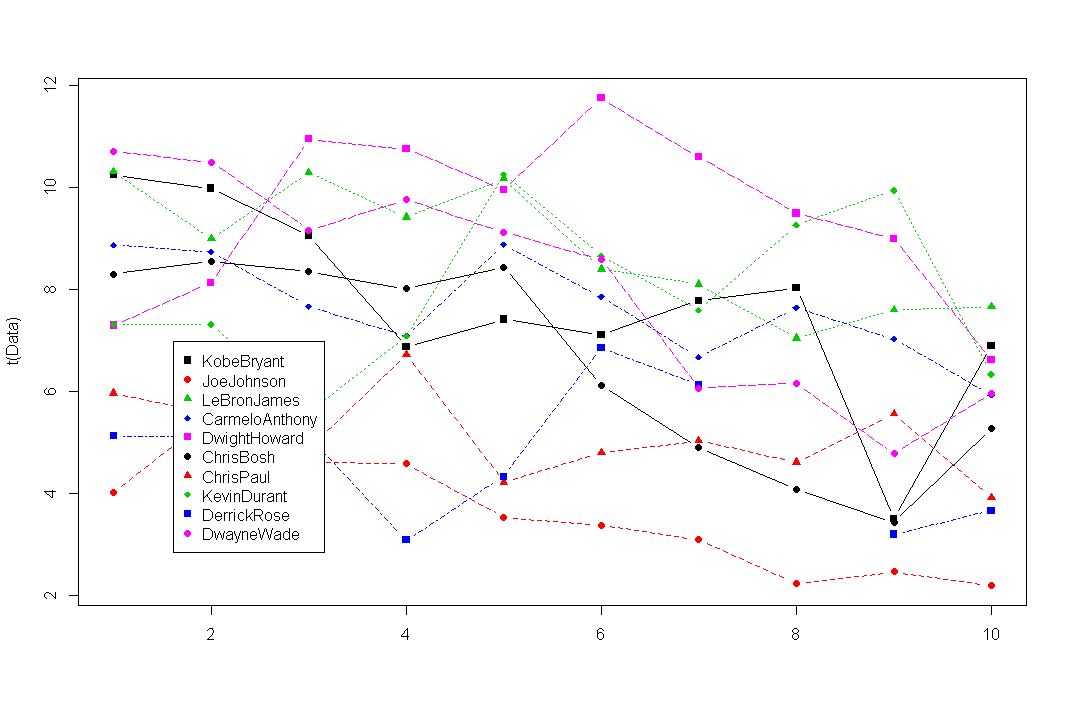 t(Data)
12
10
8
6
4
2
KobeBryant
JoeJohnson
LeBronJames
CarmeloAnthony
DwightHoward
ChrisBosh
ChrisPaul
KevinDurant
DerrickRose
DwayneWade
2 4 6 8 10